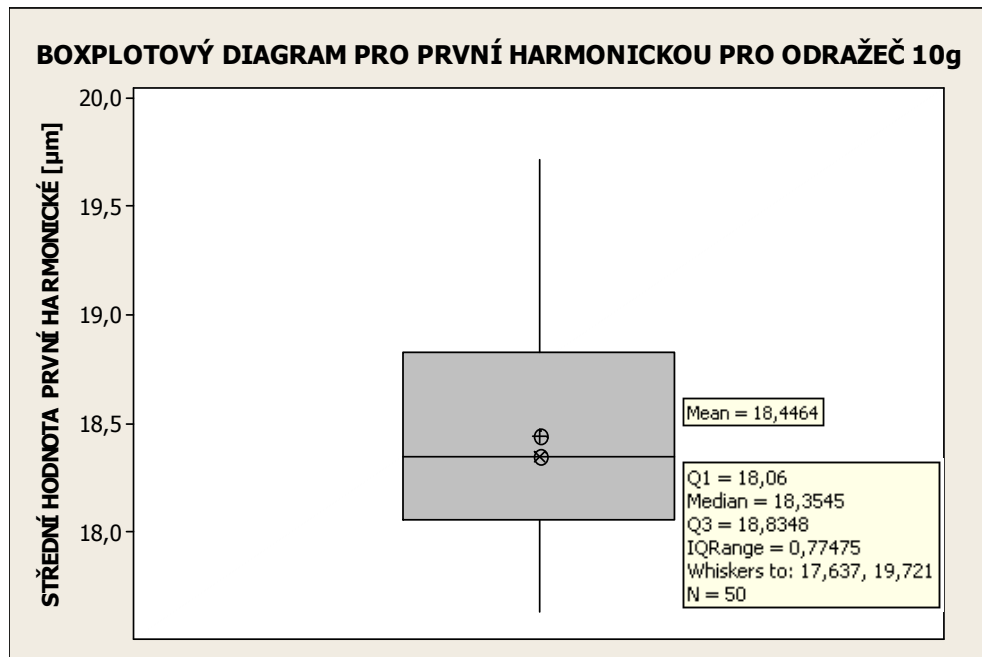 BOXPLOTOVÝ DIAGRAM PRO PRVNÍ HARMONICKOU PRO ODRAŽEČ 10g
STŘEDNÍ HODNOTA PRVNÍ HARMONICKÉ [µm]
20,0
19,5
19,0
18,5
18,0
Mean = 18,4464
Q1 = 18,06
Median = 18,3545
Q3 = 18,8348
IQRange = 0,77475
Whiskers to: 17,637, 19,721
N = 50